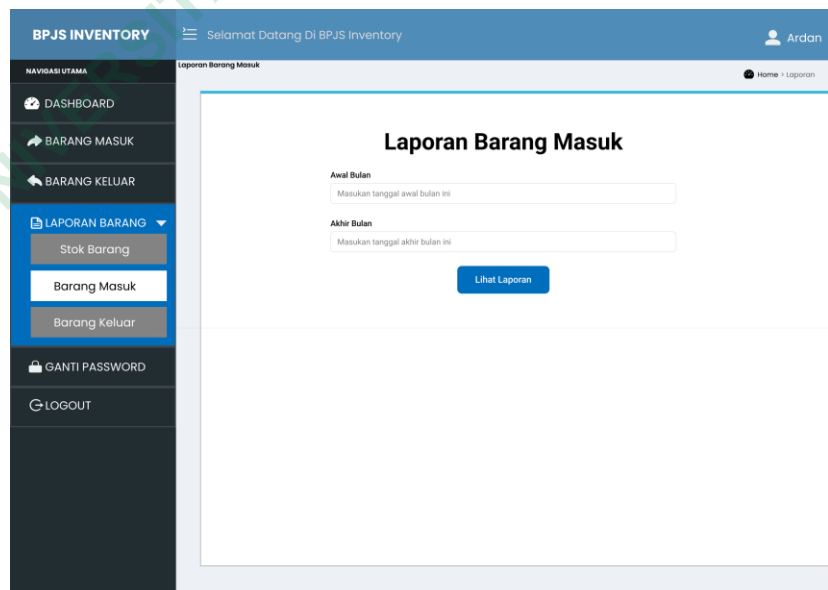 BPJS INVENTORY
Selamat Datang Di BPJS Inventory
Ardan
NAVIGASI UTAMA
Laporan Barang Masuk
Home › Laporan
DASHBOARD
BARANG MASUK
BARANG KELUAR
LAPORAN BARANG
Stok Barang
Barang Masuk
Barang Keluar
GANTI PASSWORD
LOGOUT
Laporan Barang Masuk
Awal Bulan
Masukan tanggal awal bulan ini
Akhir Bulan
Masukan tanggal akhir bulan ini
Lihat Laporan